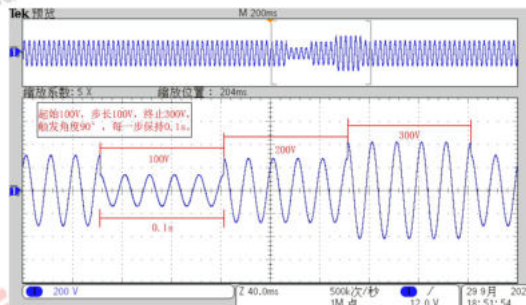 Tek 预览
M 200ms
缩放系数: 5 X
缩放位置: 204ms
起始100V, 步长100V, 终止300V,
触发角度90°, 每一步保持0.1s.
100V
200V
300V
0.1s
1 200 V
Z 40.0ms
500k次/秒
1M 点
1 /
12.0 V
29 9月 202
18:51:54